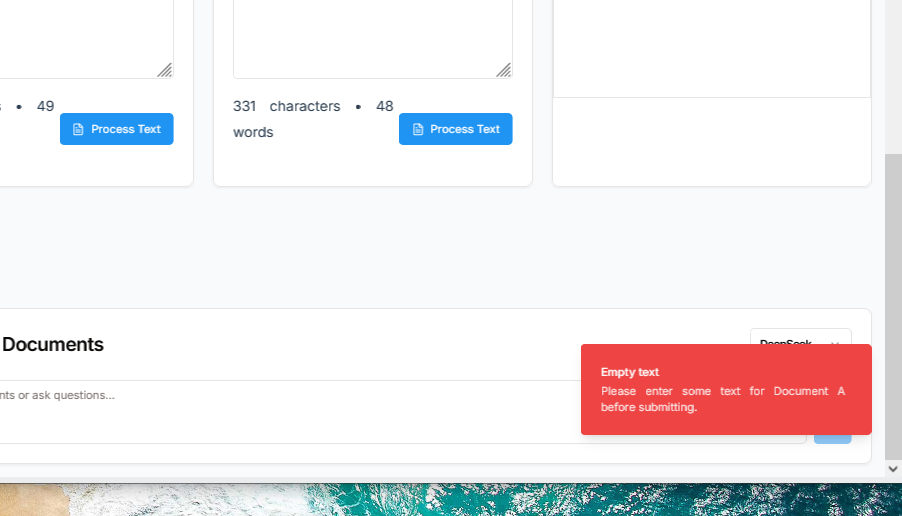 s • 49
Process Text
331 characters • 48
words
Process Text
Documents
nts or ask questions...
Empty text
Please enter some text for Document A
before submitting.